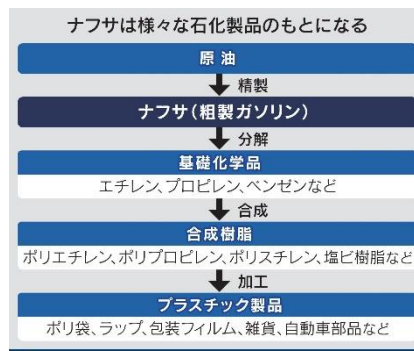 ナフサは様々な石化製品のもとになる
原油
精製
ナフサ(粗製ガソリン)
分解
基礎化学品
エチレン、プロピレン、ベンゼンなど
合成
合成樹脂
ポリエチレン、ポリプロピレン、ポリスチレン、塩ビ樹脂など
加工
プラスチック製品
ポリ袋、ラップ、包装フィルム、雑貨、自動車部品など